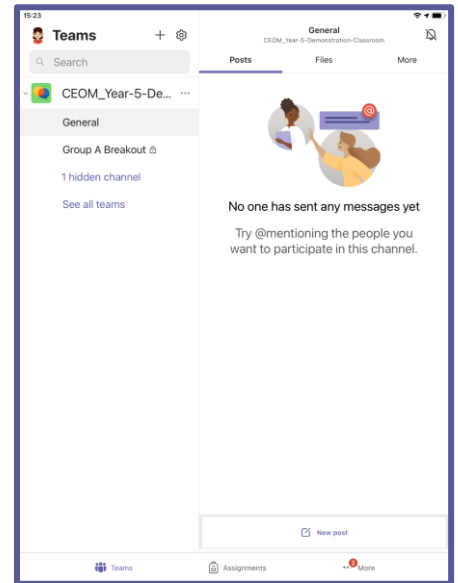 15:23
Teams
Search
CEOM_Year-5-De...
General
Group A Breakout
1 hidden channel
See all teams
General
CEOM_Year-5-Demonstration-Classroom
Posts Files More
@
No one has sent any messages yet
Try @mentioning the people you
want to participate in this channel.
New post
Teams Assignments 2 More